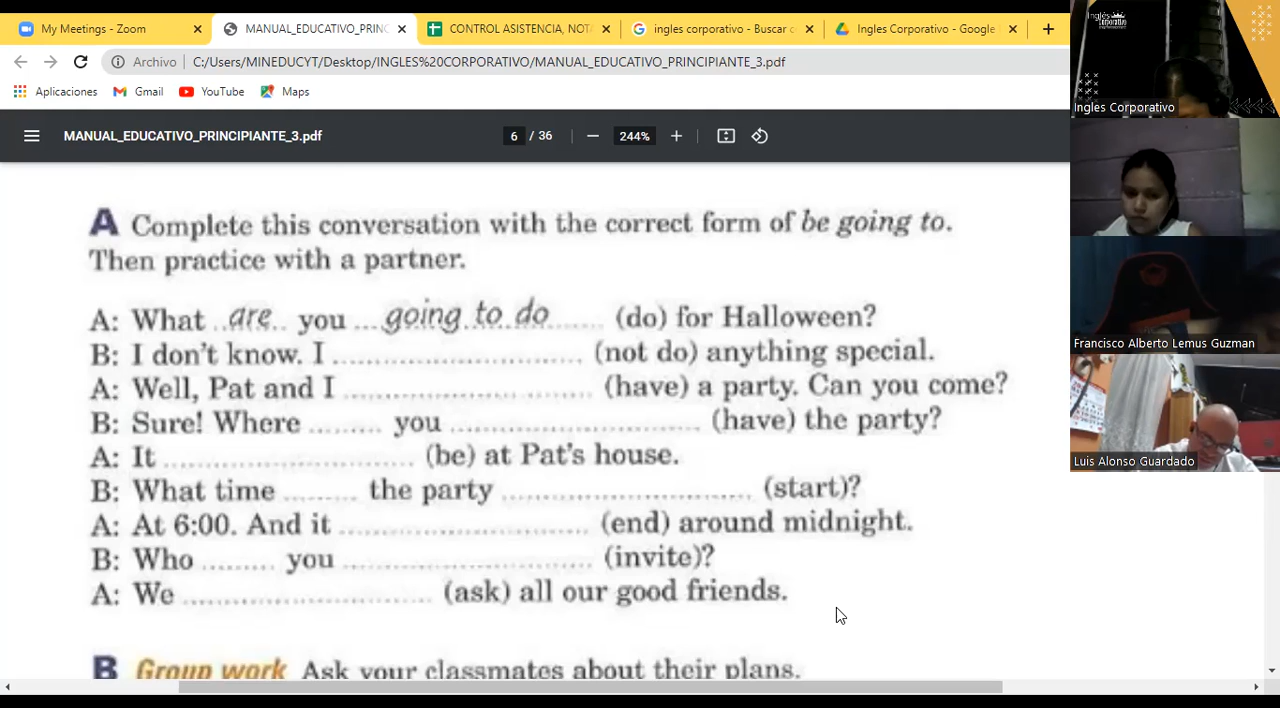 My Meetings - Zoom
MANUAL_EDUCATIVO_PRINC
CONTROL ASISTENCIA, NOTA
ingles corporativo - Buscar c
Ingles Corporativo - Google
Archivo
C:/Users/MINEDUCYT/Desktop/INGLES%20CORPORATIVO/MANUAL_EDUCATIVO_PRINCIPIANTE_3.pdf
Aplicaciones
Gmail
YouTube
Maps
MANUAL_EDUCATIVO_PRINCIPIANTE_3.pdf
6 / 36
244%
A Complete this conversation with the correct form of be going to.
Then practice with a partner.
A: What ..are.. you ...going to do...... (do) for Halloween?
B: I don't know. I .............................. (not do) anything special.
A: Well, Pat and I .............................. (have) a party. Can you come?
B: Sure! Where ......... you .............................. (have) the party?
A: It .............................. (be) at Pat's house.
B: What time ......... the party .............................. (start)?
A: At 6:00. And it .............................. (end) around midnight.
B: Who ......... you .............................. (invite)?
A: We .............................. (ask) all our good friends.
B Group work Ask your classmates about their plans.
Ingles Corporativo
Ingles Corporativo
Francisco Alberto Lemus Guzman
Luis Alonso Guardado